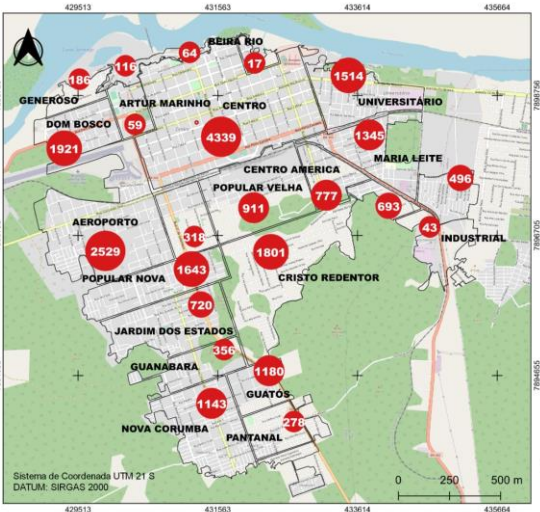 429513 431563 433614 435664
BEIRA RIO
64
17
116
186
1514
GENEROSO
ARTUR MARINHO CENTRO
UNIVERSITÁRIO
7898756
DOM BOSCO
59
4339
1345
1921
MARIA LEITE
CENTRO AMERICA
496
POPULAR VELHA
777
911
693
AEROPORTO
318
43
INDUSTRIAL
7896705
2529
1801
1643
POPULAR NOVA
CRISTO REDENTOR
720
JARDIM DOS ESTADOS
356
GUANABARA
1180
7894655
GUATÓS
1143
278
NOVA CORUMBA
PANTANAL
Sistema de Coordenada UTM 21 S
DATUM: SIRGAS 2000
0 250 500 m
429513 431563 433614 435664